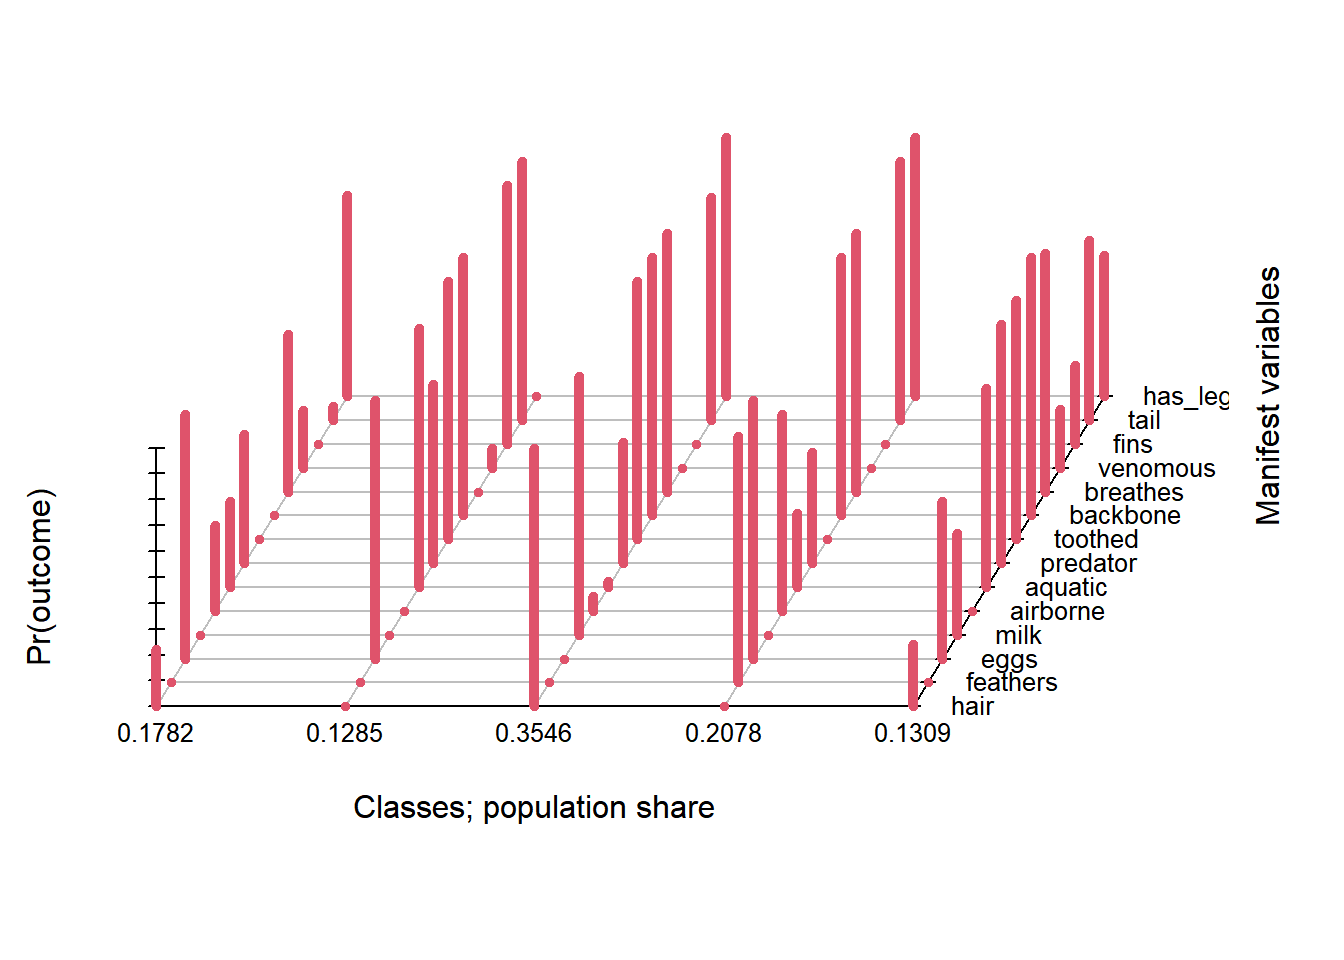 has_leg
tail
fins
venomous
breathes
backbone
toothed
predator
aquatic
airborne
milk
eggs
feathers
hair
Manifest variables
Pr(outcome)
0.1782 0.1285 0.3546 0.2078 0.1309
Classes; population share